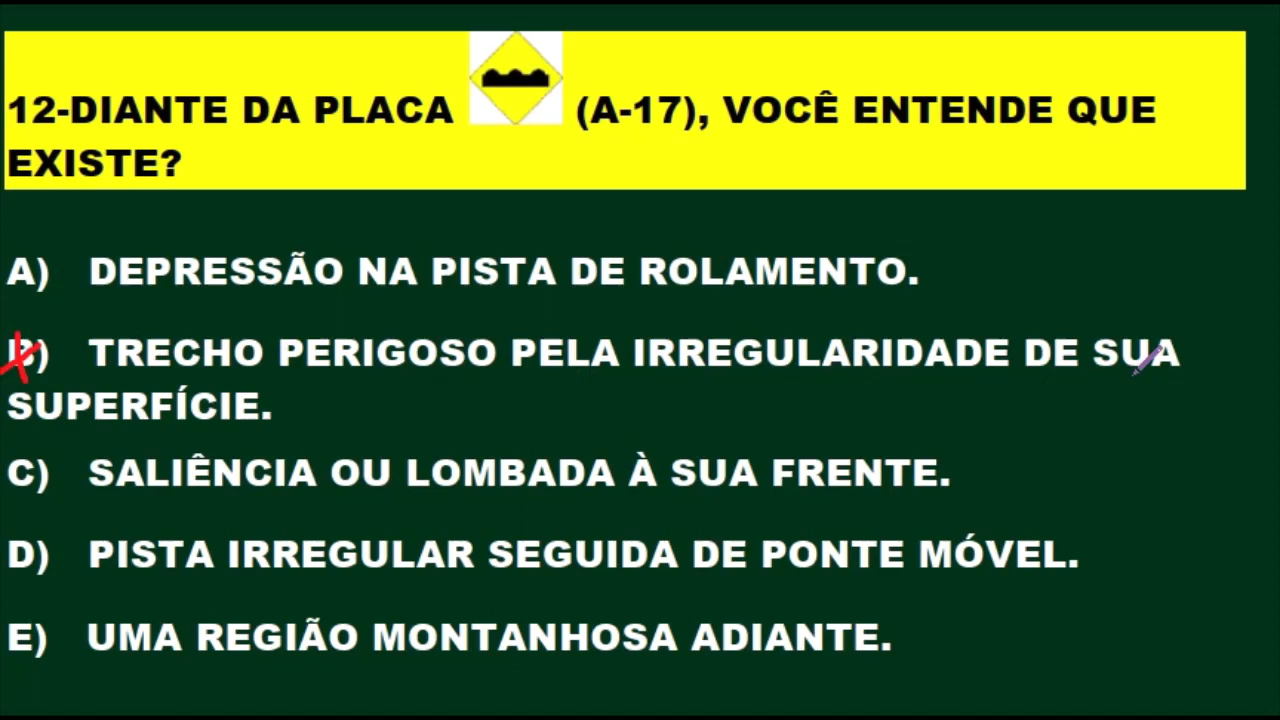 12-DIANTE DA PLACA (A-17), VOCÊ ENTENDE QUE
EXISTE?
A) DEPRESSÃO NA PISTA DE ROLAMENTO.
B) TRECHO PERIGOSO PELA IRREGULARIDADE DE SUA
SUPERFÍCIE.
C) SALIÊNCIA OU LOMBADA À SUA FRENTE.
D) PISTA IRREGULAR SEGUIDA DE PONTE MÓVEL.
E) UMA REGIÃO MONTANHOSA ADIANTE.